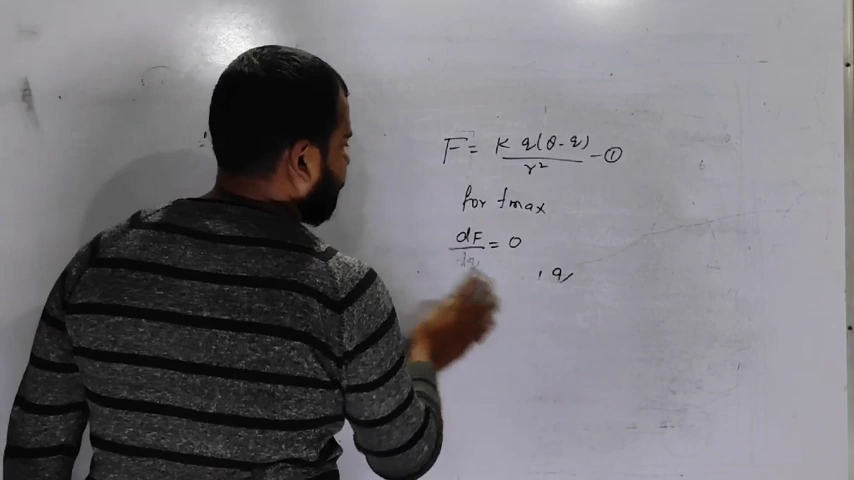 F = K q(Q-q) / r² - ①
for fmax
dF / dq = 0
, q